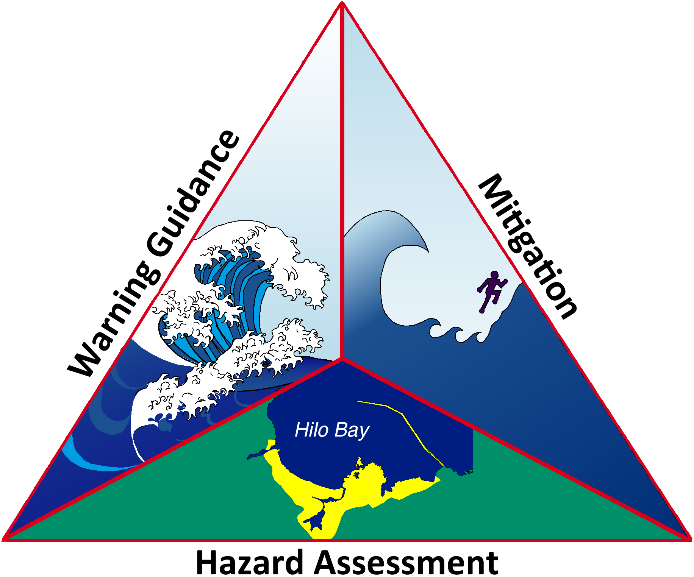 Warning Guidance
Mitigation
Hilo Bay
Hazard Assessment